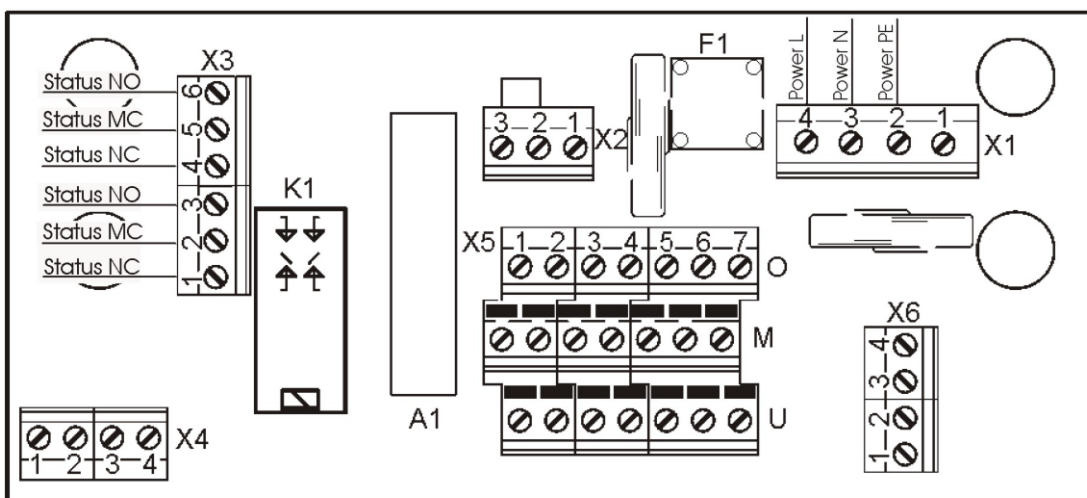 X3
Status NO 6
Status MC 5
Status NC 4
Status NO 3
Status MC 2
Status NC 1
K1
A1
X4
1 2 3 4
3 2 1
X2
F1
Power L
Power N
Power PE
4 3 2 1
X1
X5
1 2 3 4 5 6 7
O
M
U
X6
4
3
2
1